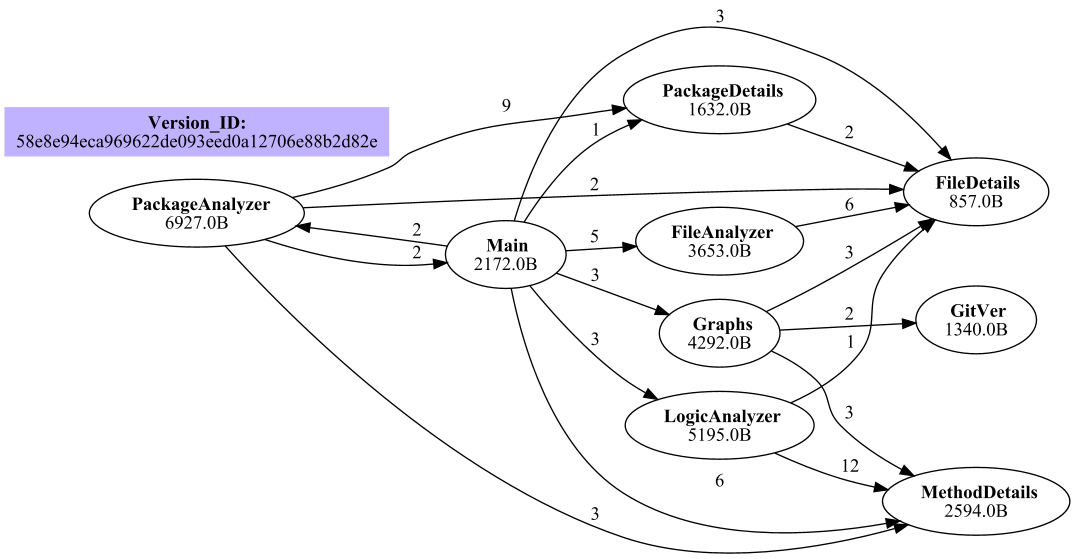 3
PackageDetails
1632.0B
9
1
2
Version_ID:
58e8e94eca969622de093eed0a12706e88b2d82e
FileDetails
857.0B
2
PackageAnalyzer
6927.0B
6
FileAnalyzer
3653.0B
2
5
Main
2172.0B
2
3
3
GitVer
1340.0B
2
Graphs
4292.0B
3
1
LogicAnalyzer
5195.0B
3
12
6
MethodDetails
2594.0B
3